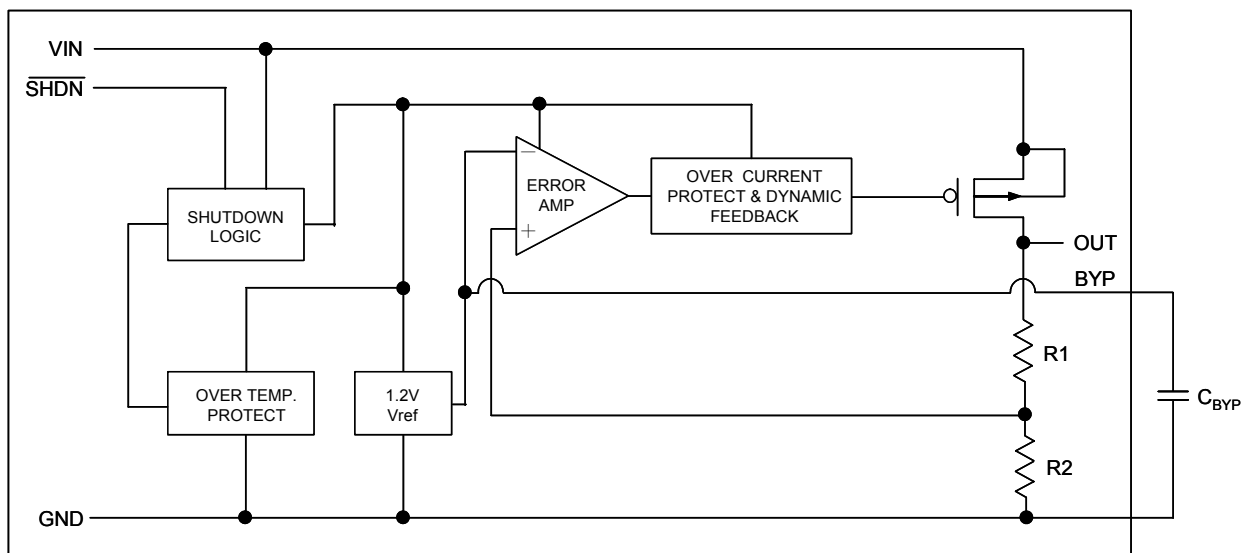 VIN
SHDN
ERROR
AMP
−
+
OVER CURRENT
PROTECT & DYNAMIC
FEEDBACK
SHUTDOWN
LOGIC
OUT
BYP
R1
OVER TEMP.
PROTECT
1.2V
Vref
CBYP
R2
GND